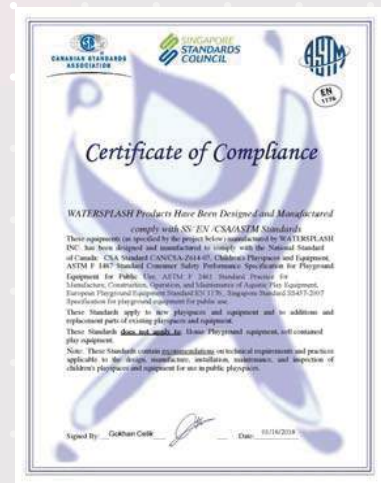 CANADIAN STANDARDS
ASSOCIATION
SINGAPORE
STANDARDS
COUNCIL
ASTM
EN
1176
Certificate of Compliance
WATERSPLASH Products Have Been Designed and Manufactured
comply with SS/ EN /CSA/ASTM Standards
These equipments (as specified by the project below) manufactured by WATERSPLASH
INC. has been designed and manufactured to comply with the National Standard
of Canada: CSA Standard CAN/CSA-Z614-07, Children's Playspaces and Equipment,
ASTM F 1487 Standard Consumer Safety Performance Specification for Playground
Equipment for Public Use, ASTM F 2461 Standard Practice for
Manufacture, Construction, Operation, and Maintenance of Aquatic Play Equipment,
European Playground Equipment Standard EN 1176, Singapore Standard SS457-2007
Specification for playground equipment for public use
These Standards apply to new playspaces and equipment and to additions and
replacement parts of existing playspaces and equipment.
These Standards does not apply to: Home Playground equipment, self-contained
play equipment.
Note: These Standards contain recommendations on technical requirements and practices
applicable to the design, manufacture, installation, maintenance, and inspection of
children's playspaces and equipment for use in public playspaces.
Signed By: Gokhan Celik Date: 01/16/2018